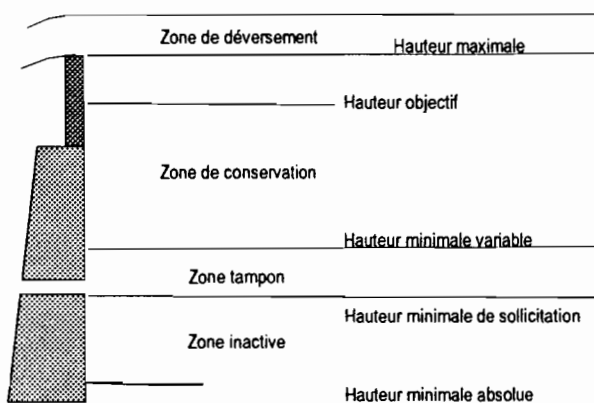 Zone de déversement
Hauteur maximale
Hauteur objectif
Zone de conservation
Hauteur minimale variable
Zone tampon
Hauteur minimale de sollicitation
Zone inactive
Hauteur minimale absolue